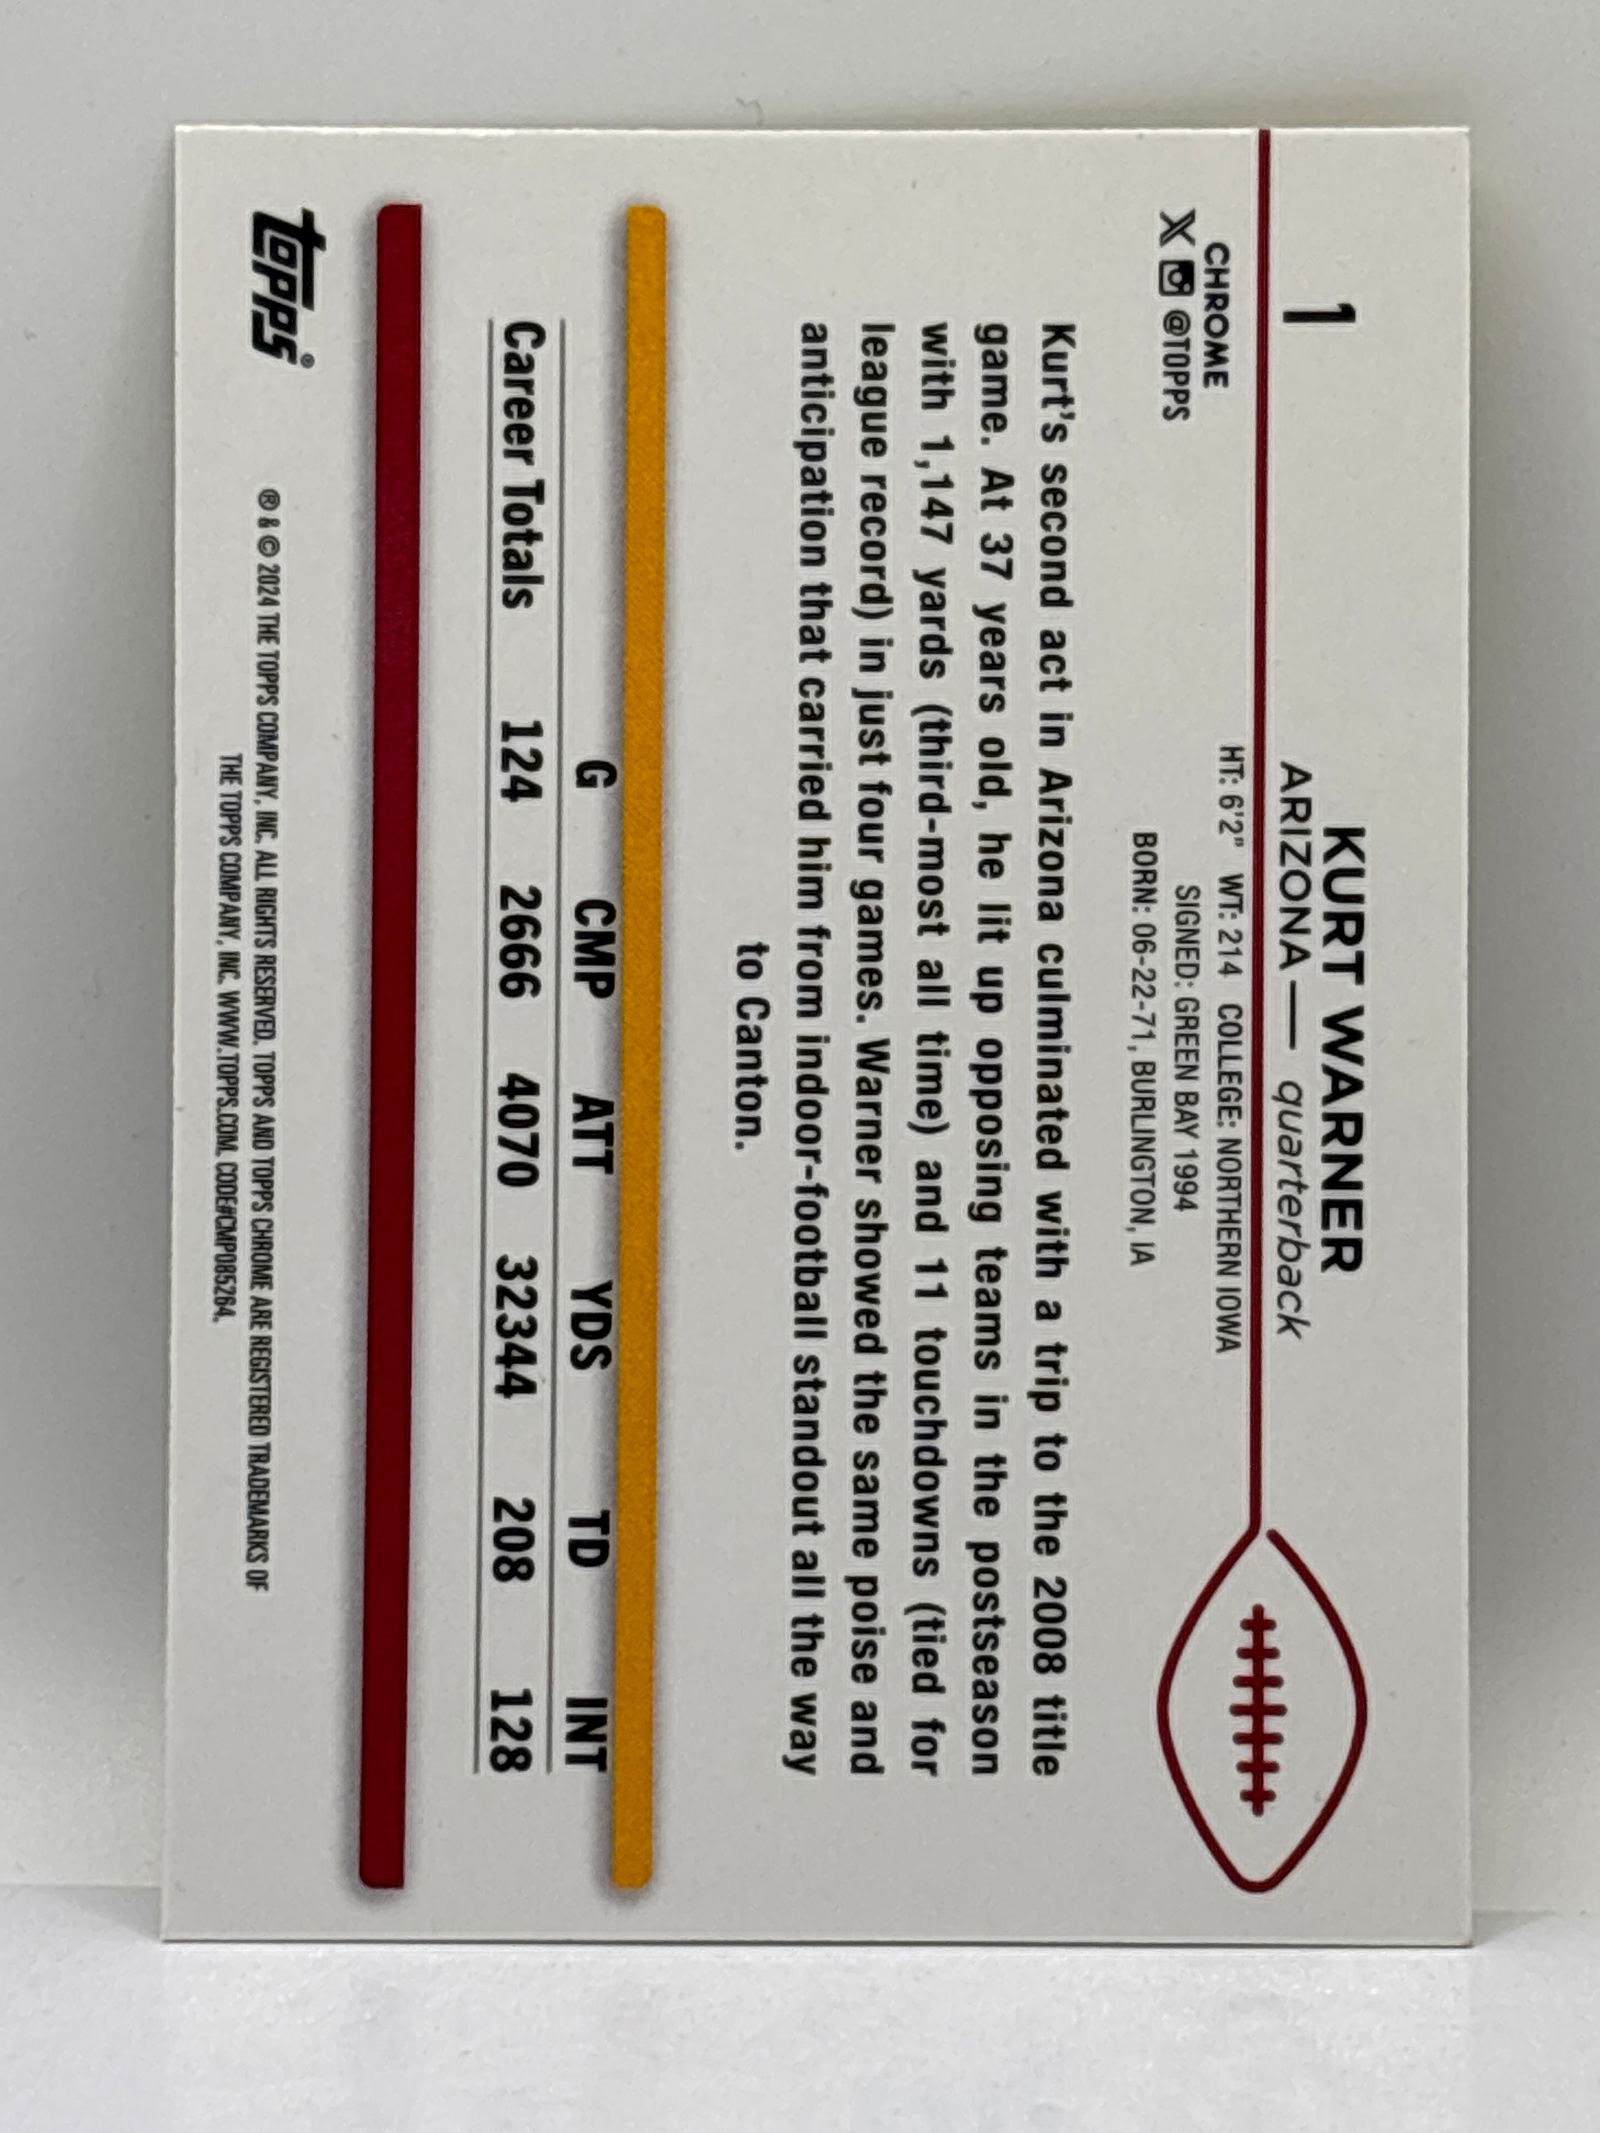 1
KURT WARNER
ARIZONA — quarterback
CHROME
X @TOPPS
HT: 6'2" WT: 214 COLLEGE: NORTHERN IOWA
SIGNED: GREEN BAY 1994
BORN: 06-22-71, BURLINGTON, IA
Kurt's second act in Arizona culminated with a trip to the 2008 title
game. At 37 years old, he lit up opposing teams in the postseason
with 1,147 yards (third-most all time) and 11 touchdowns (tied for
league record) in just four games. Warner showed the same poise and
anticipation that carried him from indoor-football standout all the way
to Canton.
G CMP ATT YDS TD INT
Career Totals 124 2666 4070 32344 208 128
topps®
® & © 2024 THE TOPPS COMPANY, INC. ALL RIGHTS RESERVED. TOPPS AND TOPPS CHROME ARE REGISTERED TRADEMARKS OF
THE TOPPS COMPANY, INC. WWW.TOPPS.COM. CODE#CMP085264.